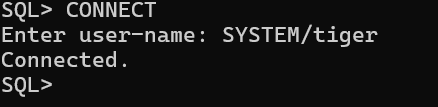 SQL> CONNECT
Enter user-name: SYSTEM/tiger
Connected.
SQL>